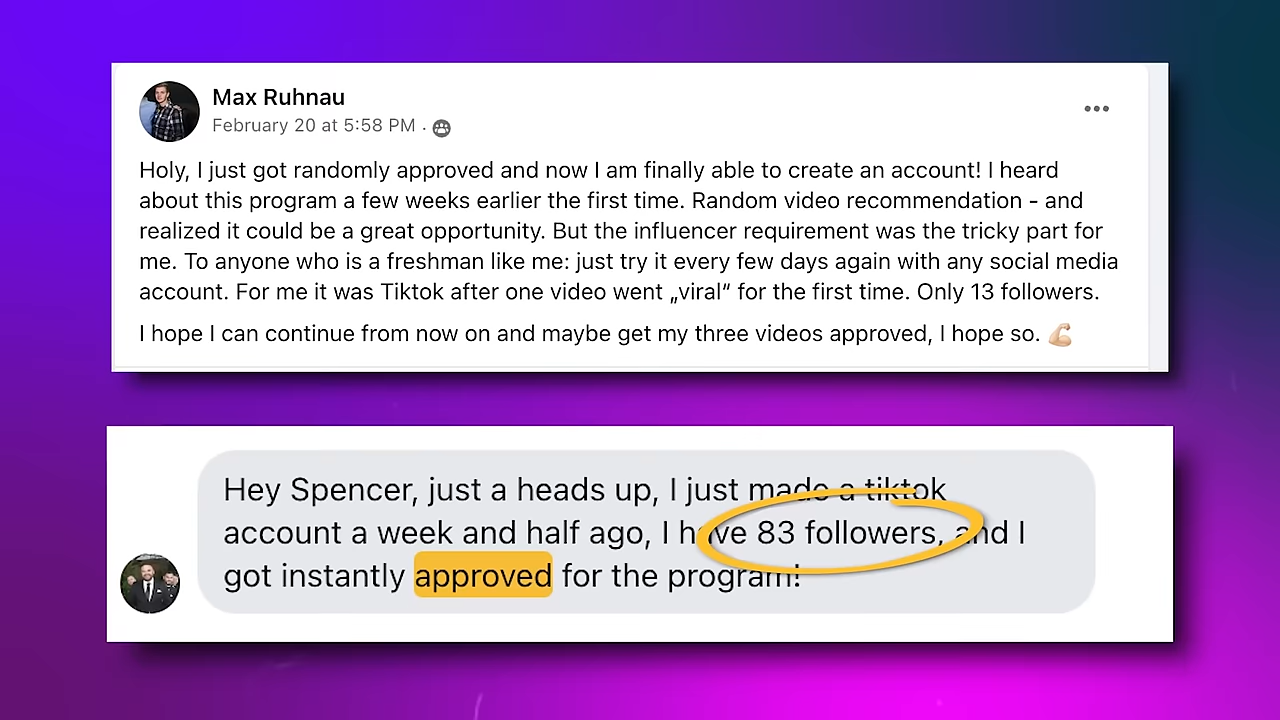 Max Ruhnau
February 20 at 5:58 PM ·
Holy, I just got randomly approved and now I am finally able to create an account! I heard
about this program a few weeks earlier the first time. Random video recommendation - and
realized it could be a great opportunity. But the influencer requirement was the tricky part for
me. To anyone who is a freshman like me: just try it every few days again with any social media
account. For me it was Tiktok after one video went „viral“ for the first time. Only 13 followers.
I hope I can continue from now on and maybe get my three videos approved, I hope so. 💪🏻
Hey Spencer, just a heads up, I just made a tiktok
account a week and half ago, I have 83 followers, and I
got instantly approved for the program!